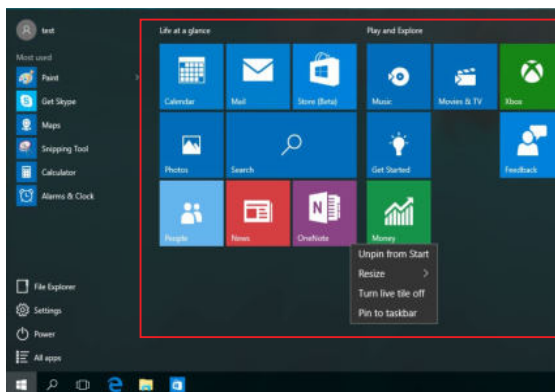 test
Most used
Paint
Get Skype
Maps
Snipping Tool
Calculator
Alarms & Clock
File Explorer
Settings
Power
All apps
Life at a glance
Calendar
Mail
Store (Beta)
Photos
Search
People
News
OneNote
Play and Explore
Music
Movies & TV
Xbox
Get Started
Feedback
Money
Unpin from Start
Resize
Turn live tile off
Pin to taskbar